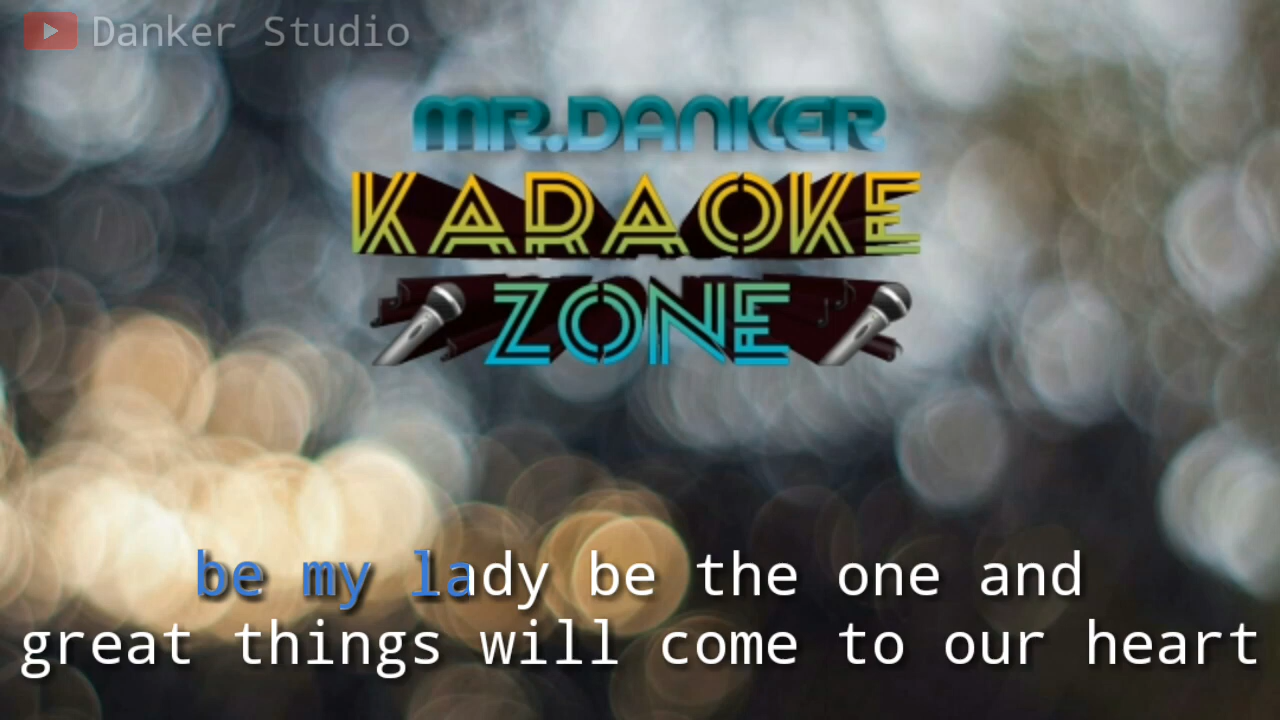 Danker Studio
MR.DANKER
KARAOKE
ZONE
be my lady be the one and
great things will come to our heart